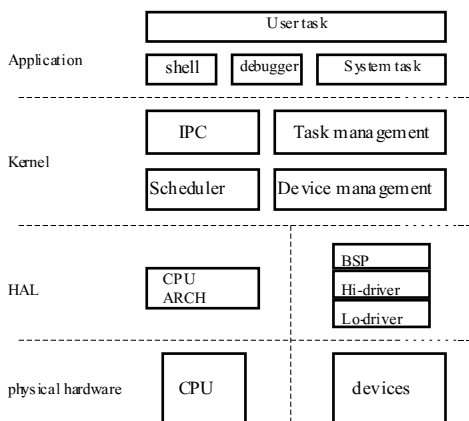 User task
Application
shell
debugger
System task
IPC
Task management
Kernel
Scheduler
Device management
BSP
HAL
CPU
ARCH
Hi-driver
Lo-driver
physical hardware
CPU
devices